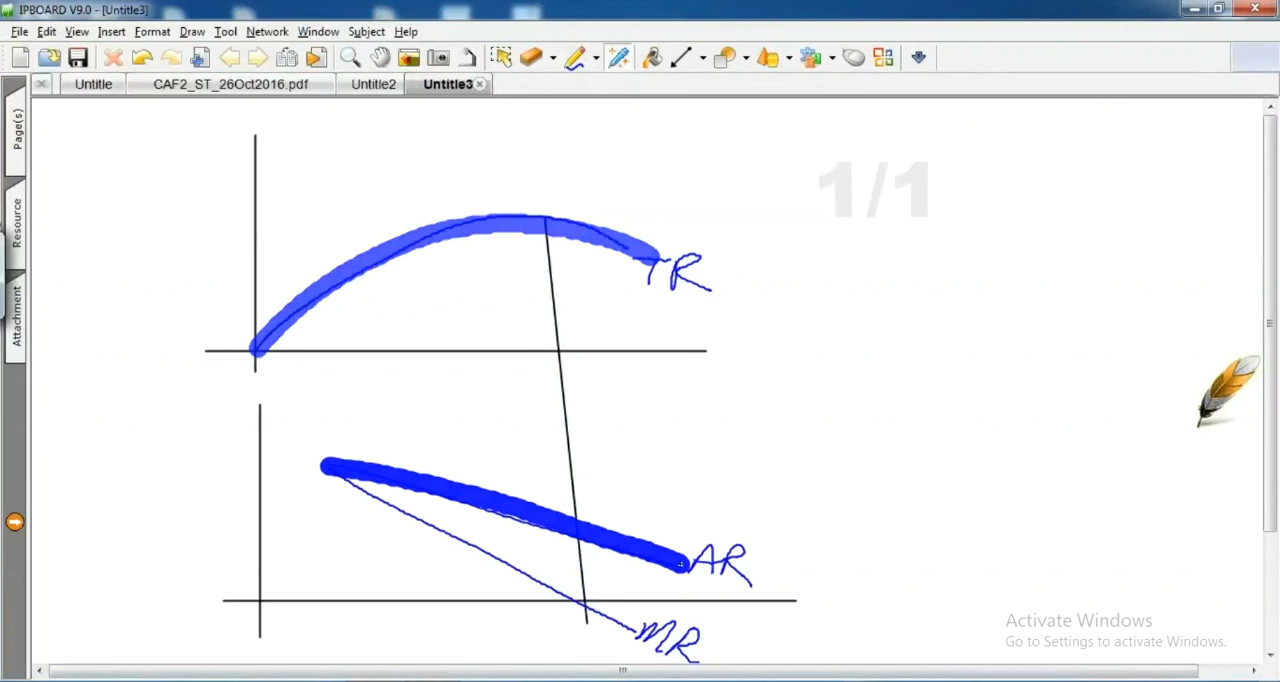 IPBOARD V9.0 - [Untitle3]
File Edit View Insert Format Draw Tool Network Window Subject Help
Untitle CAF2_ST_26Oct2016.pdf Untitle2 Untitle3
Page(s)
Resource
Attachment
1/1
TR
AR
MR
Activate Windows
Go to Settings to activate Windows.